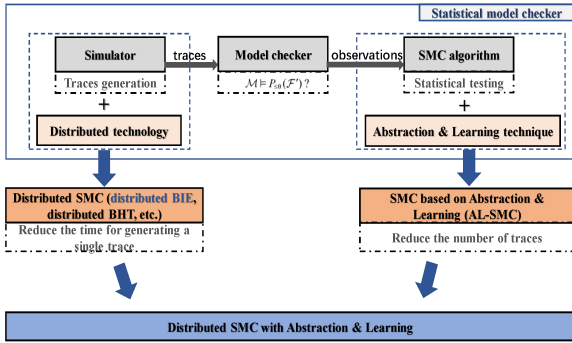 Statistical model checker
Simulator
traces
Model checker
observations
SMC algorithm
Traces generation
ℳ ⊨ P≤θ(ℱ′) ?
Statistical testing
+
+
Distributed technology
Abstraction & Learning technique
Distributed SMC (distributed BIE,
distributed BHT, etc.)
Reduce the time for generating a
single trace
SMC based on Abstraction &
Learning (AL-SMC)
Reduce the number of traces
Distributed SMC with Abstraction & Learning